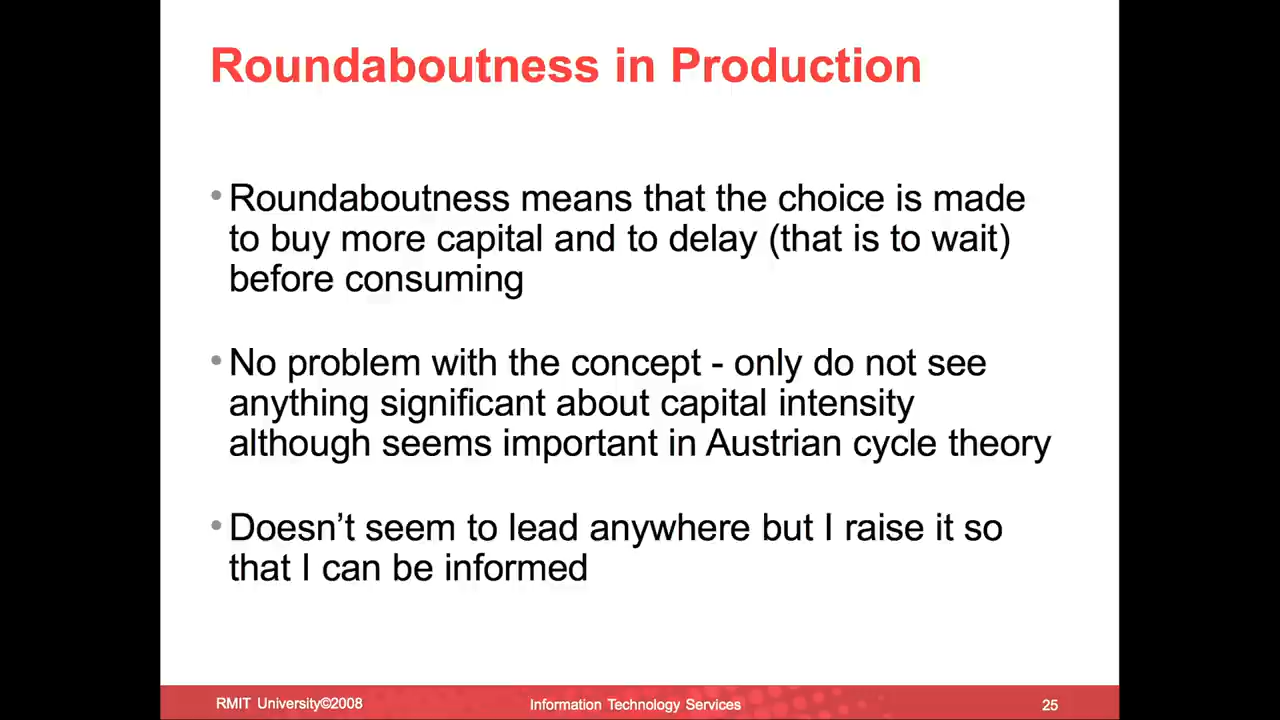 Roundaboutness in Production
• Roundaboutness means that the choice is made
to buy more capital and to delay (that is to wait)
before consuming
• No problem with the concept - only do not see
anything significant about capital intensity
although seems important in Austrian cycle theory
• Doesn’t seem to lead anywhere but I raise it so
that I can be informed
RMIT University©2008
Information Technology Services
25